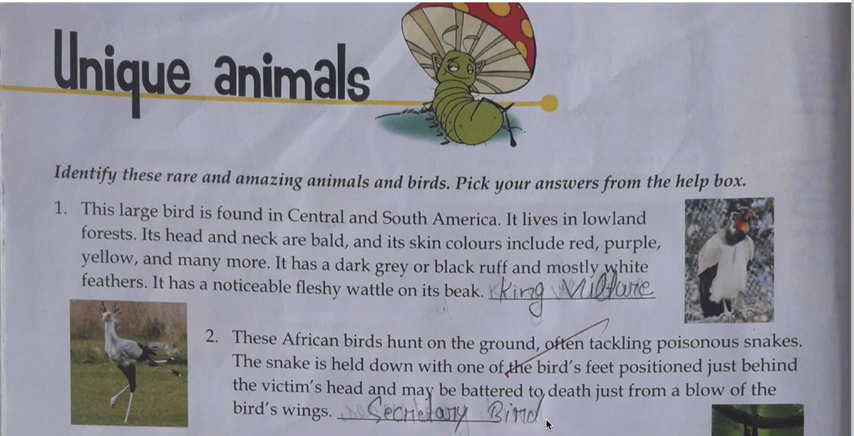 Unique animals
Identify these rare and amazing animals and birds. Pick your answers from the help box.
1. This large bird is found in Central and South America. It lives in lowland
forests. Its head and neck are bald, and its skin colours include red, purple,
yellow, and many more. It has a dark grey or black ruff and mostly white
feathers. It has a noticeable fleshy wattle on its beak. king
2. These African birds hunt on the ground, often tackling poisonous snakes.
The snake is held down with one of the bird's feet positioned just behind
the victim's head and may be battered to death just from a blow of the
bird's wings. Secretary Bird